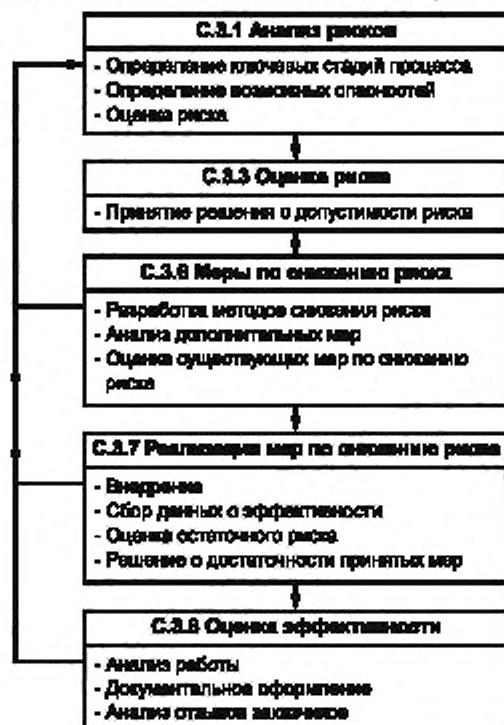 С.3.1 Анализ рисков
- Определение ключевых стадий процесса
- Определение возможных опасностей
- Оценка риска
С.3.3 Оценка риска
- Принятие решения о допустимости риска
С.3.6 Меры по снижению риска
- Разработка методов снижения риска
- Анализ дополнительных мер
- Оценка существующих мер по снижению
риска
С.3.7 Реализация мер по снижению риска
- Внедрение
- Сбор данных о эффективности
- Оценка остаточного риска
- Решение о достаточности принятых мер
С.3.8 Оценка эффективности
- Анализ работы
- Документальное оформление
- Анализ отзывов заказчиков